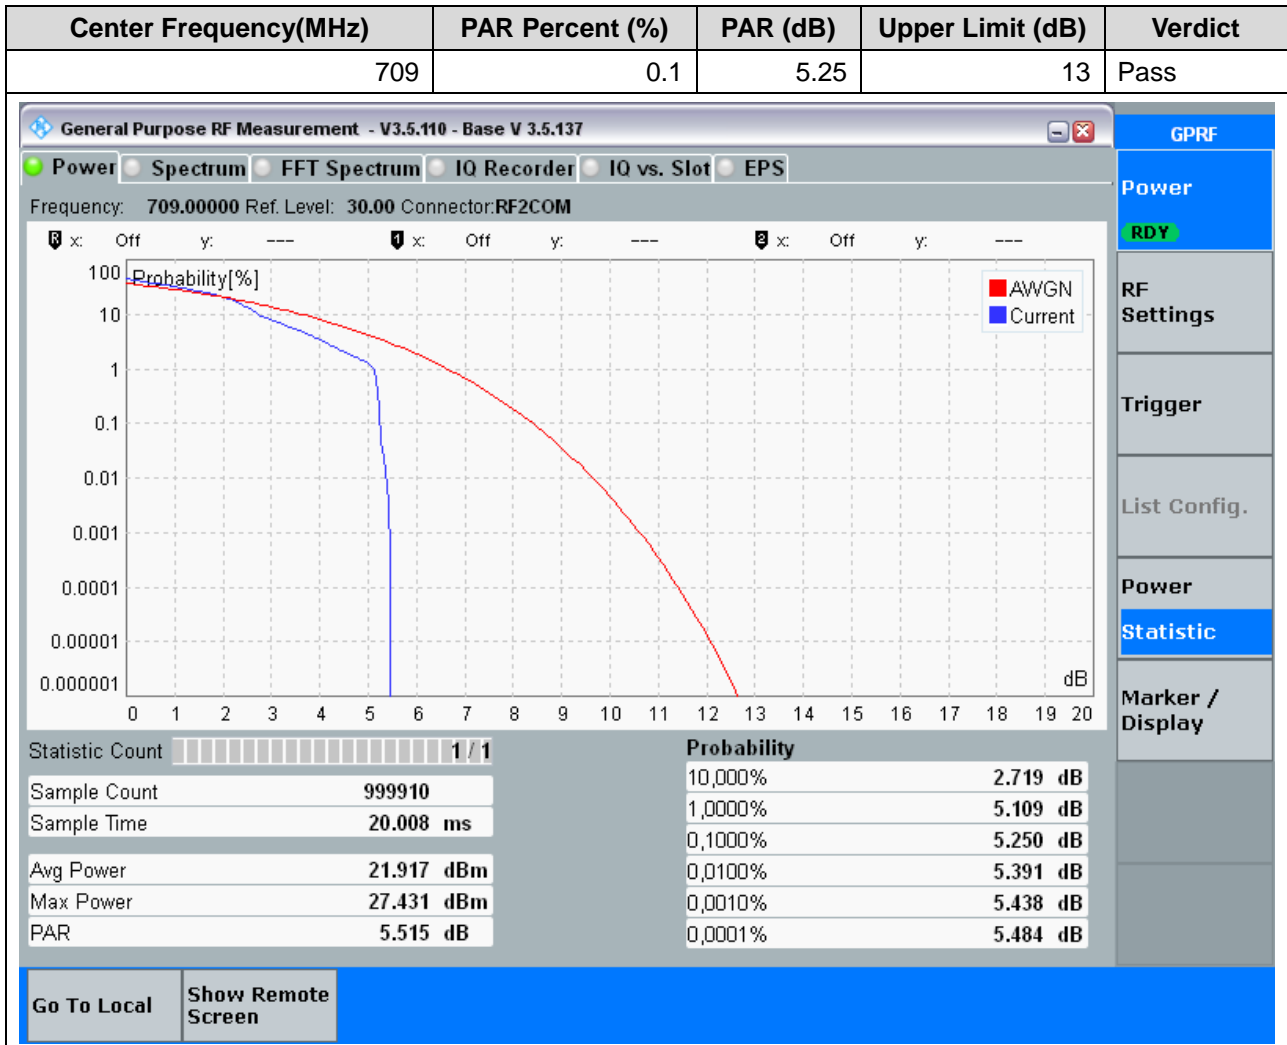 Center Frequency(MHz) PAR Percent (%) PAR (dB) Upper Limit (dB) Verdict
709 0.1 5.25 13 Pass
General Purpose RF Measurement - V3.5.110 - Base V 3.5.137
GPRF
Power Spectrum FFT Spectrum IQ Recorder IQ vs. Slot EPS
Power
RDY
Frequency: 709.00000 Ref. Level: 30.00 Connector:RF2COM
R x: Off y: --- 1 x: Off y: --- 2 x: Off y: ---
Probability[%]
AWGN
Current
100
10
1
0.1
0.01
0.001
0.0001
0.00001
0.000001
dB
0 1 2 3 4 5 6 7 8 9 10 11 12 13 14 15 16 17 18 19 20
RF
Settings
Trigger
List Config.
Power
Statistic
Marker /
Display
Statistic Count 1 / 1
Sample Count 999910
Sample Time 20.008 ms
Avg Power 21.917 dBm
Max Power 27.431 dBm
PAR 5.515 dB
Probability
10,000% 2.719 dB
1,0000% 5.109 dB
0,1000% 5.250 dB
0,0100% 5.391 dB
0,0010% 5.438 dB
0,0001% 5.484 dB
Go To Local
Show Remote
Screen